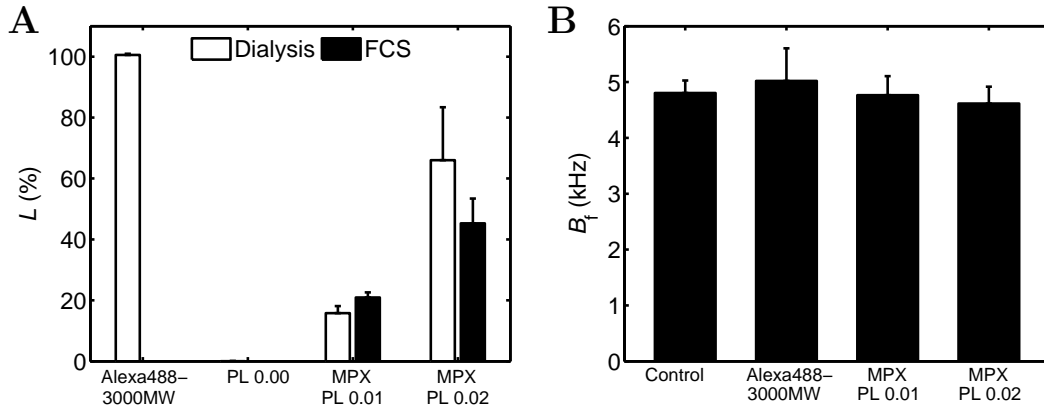 A
Dialysis FCS
L (%)
100
80
60
40
20
0
Alexa488–
3000MW
PL 0.00
MPX
PL 0.01
MPX
PL 0.02
B
B_f (kHz)
6
5
4
3
2
1
0
Control
Alexa488–
3000MW
MPX
PL 0.01
MPX
PL 0.02